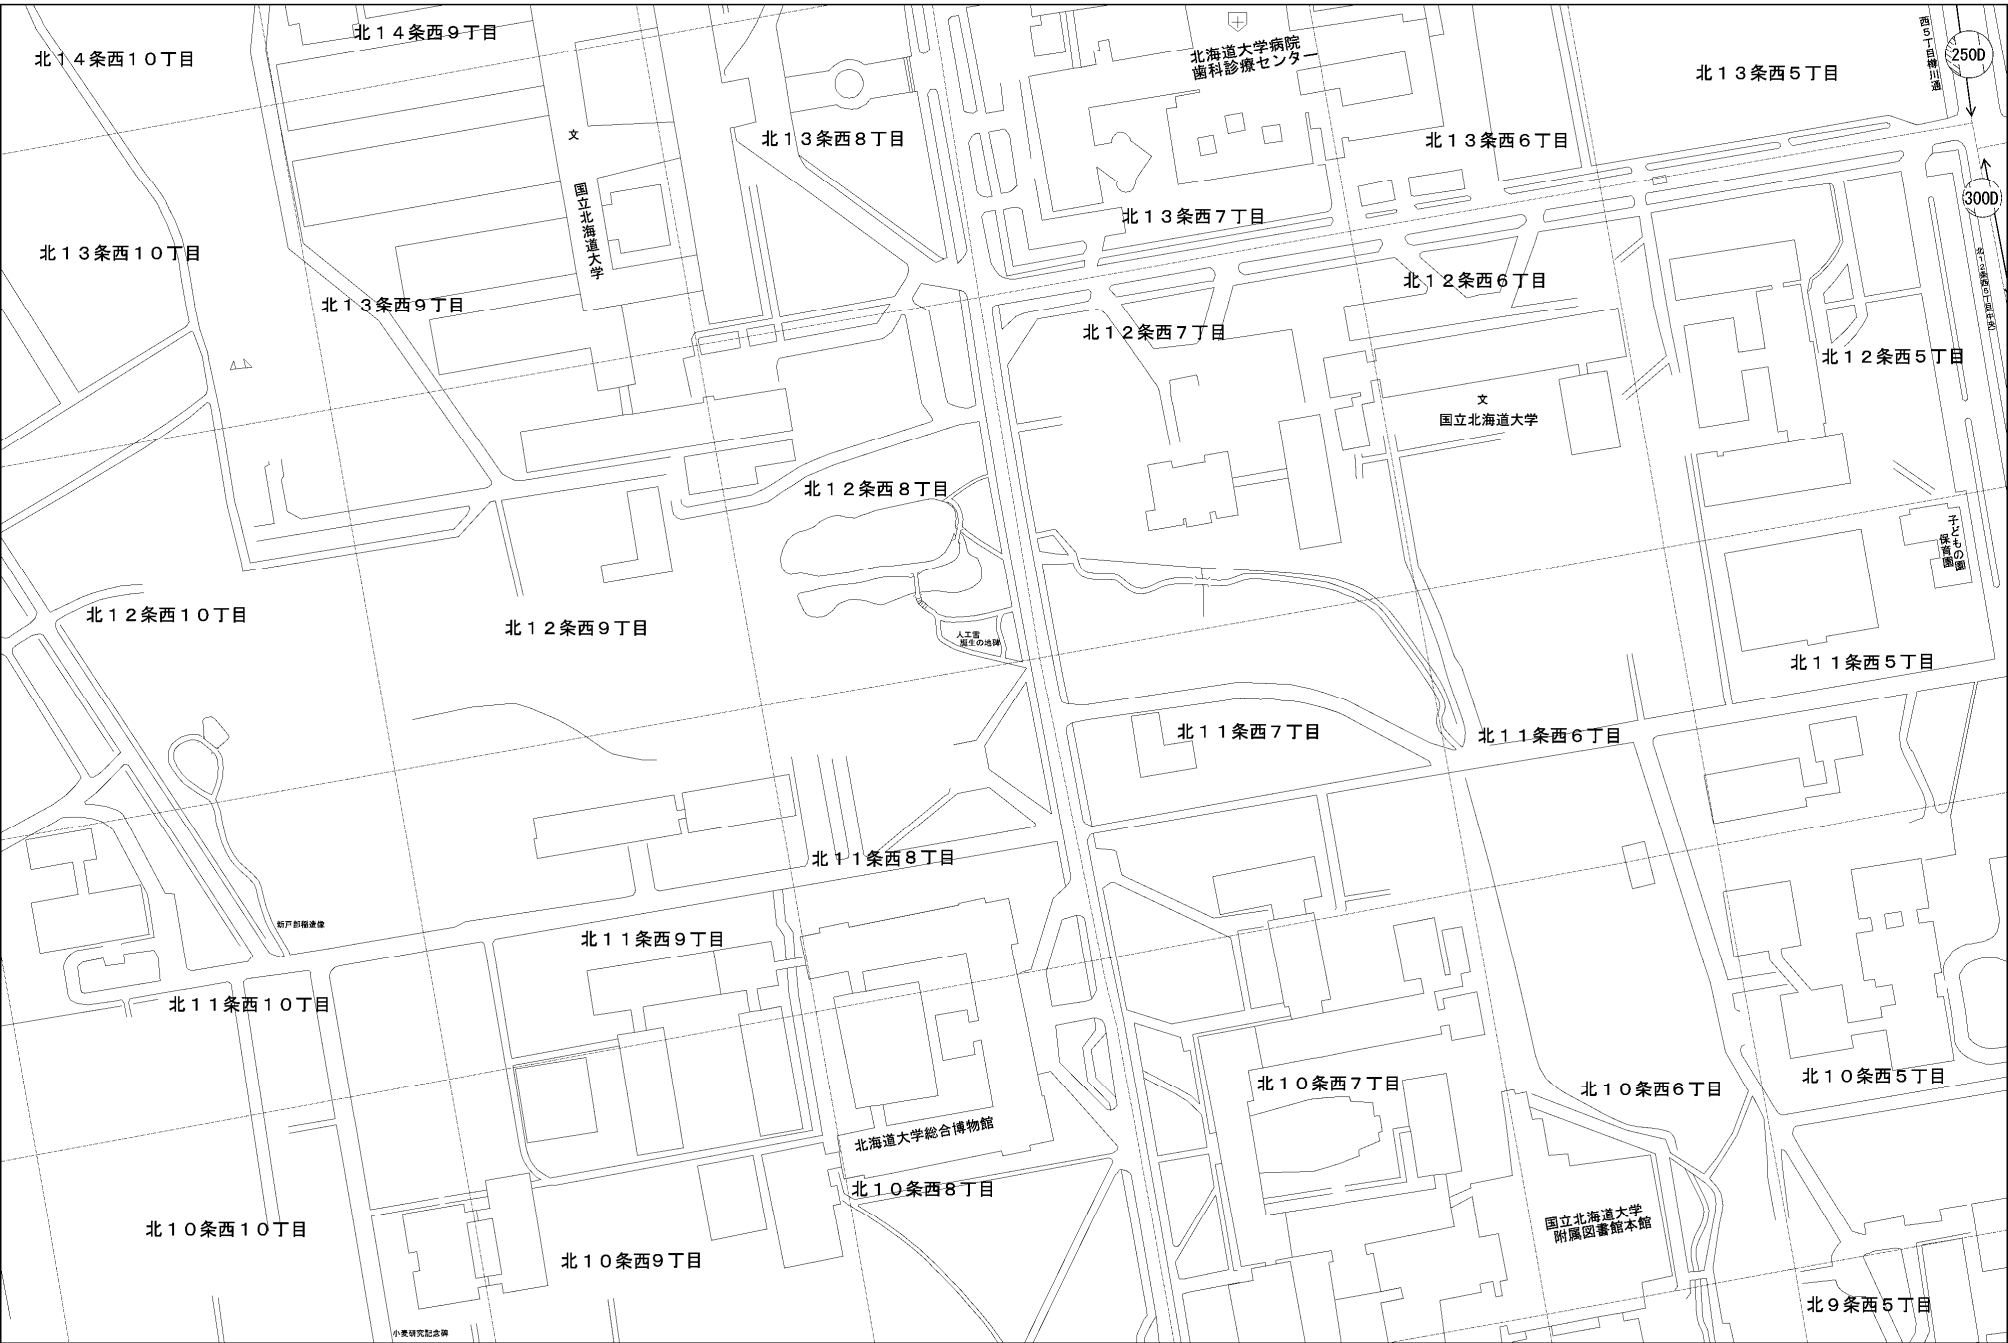 北１４条西９丁目
北１４条西１０丁目
北海道大学病院
歯科診療センター
西５丁目樽川通
250D
北１３条西５丁目
文
北１３条西８丁目
北１３条西６丁目
国立北海道大学
300D
北１３条西７丁目
北１３条西１０丁目
北１２条西６丁目
北１２条西５丁目中央
北１３条西９丁目
北１２条西７丁目
北１２条西５丁目
文
国立北海道大学
北１２条西８丁目
子どもの園
保育園
北１２条西１０丁目
北１２条西９丁目
人工雪
誕生の地碑
北１１条西５丁目
北１１条西７丁目
北１１条西６丁目
北１１条西８丁目
新戸部稲造像
北１１条西９丁目
北１１条西１０丁目
北１０条西５丁目
北１０条西７丁目
北１０条西６丁目
北海道大学総合博物館
北１０条西８丁目
国立北海道大学
附属図書館本館
北１０条西１０丁目
北１０条西９丁目
北９条西５丁目
小麦研究記念碑